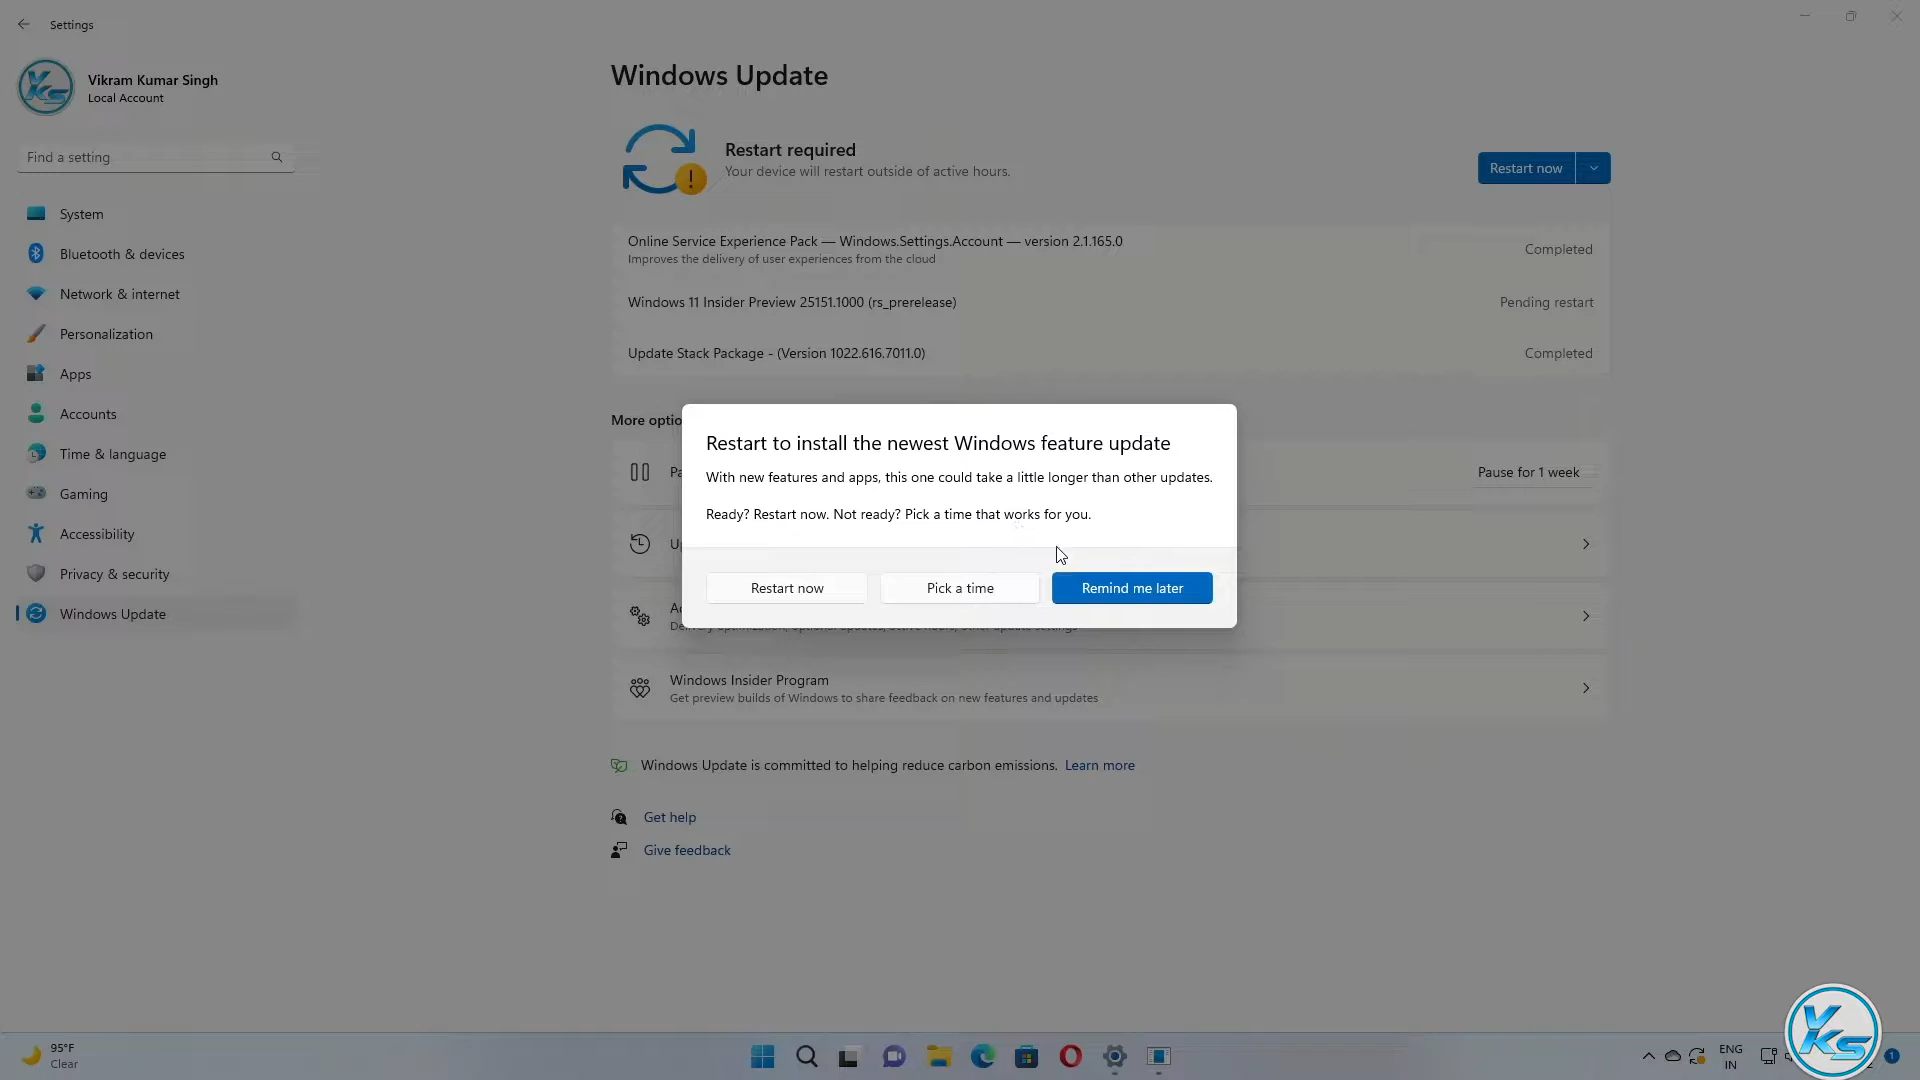 Settings
Vikram Kumar Singh
Local Account
Find a setting
System
Bluetooth & devices
Network & internet
Personalization
Apps
Accounts
Time & language
Gaming
Accessibility
Privacy & security
Windows Update
Windows Update
Restart required
Your device will restart outside of active hours.
Restart now
Online Service Experience Pack — Windows.Settings.Account — version 2.1.165.0
Improves the delivery of user experiences from the cloud
Completed
Windows 11 Insider Preview 25151.1000 (rs_prerelease)
Pending restart
Update Stack Package - (Version 1022.616.7011.0)
Completed
More optio
Pause for 1 week
Restart to install the newest Windows feature update
With new features and apps, this one could take a little longer than other updates.
Ready? Restart now. Not ready? Pick a time that works for you.
Restart now
Pick a time
Remind me later
Windows Insider Program
Get preview builds of Windows to share feedback on new features and updates
Windows Update is committed to helping reduce carbon emissions. Learn more
Get help
Give feedback
95°F
Clear
ENG
IN
1
VKS